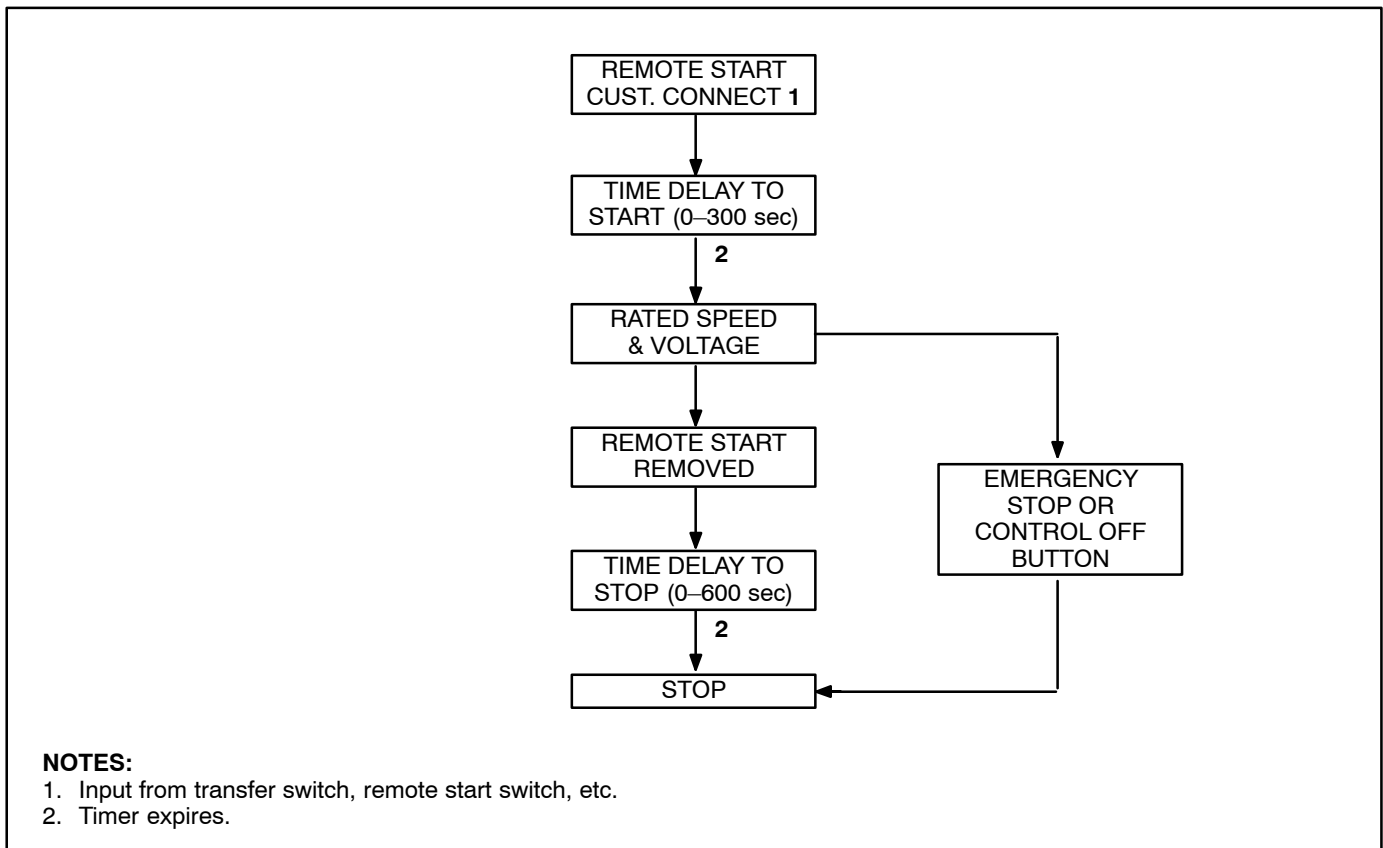 REMOTE START
CUST. CONNECT 1
TIME DELAY TO
START (0–300 sec)
2
RATED SPEED
& VOLTAGE
REMOTE START
REMOVED
EMERGENCY
STOP OR
CONTROL OFF
BUTTON
TIME DELAY TO
STOP (0–600 sec)
2
STOP
NOTES:
1. Input from transfer switch, remote start switch, etc.
2. Timer expires.